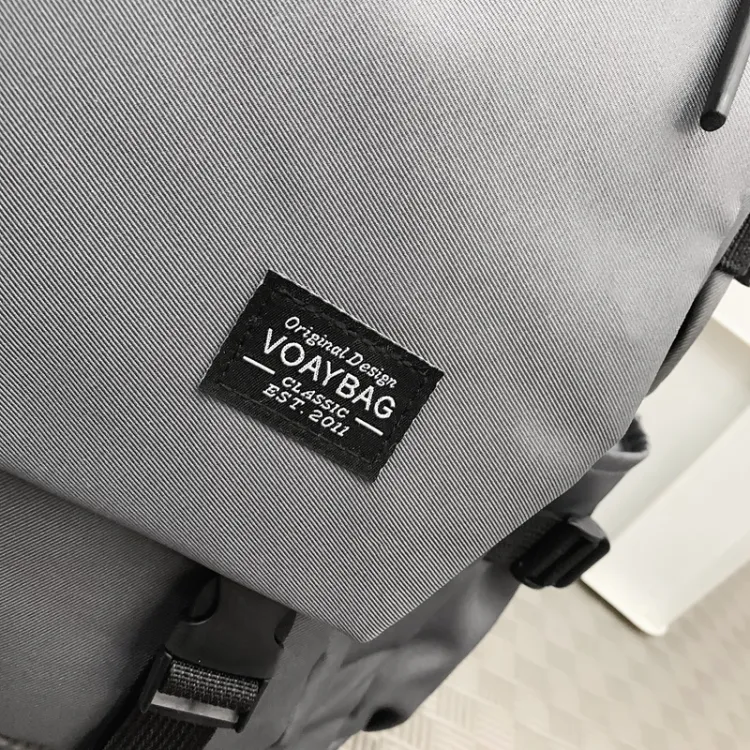 Original Design
VOAYBAG
CLASSIC
EST. 2011